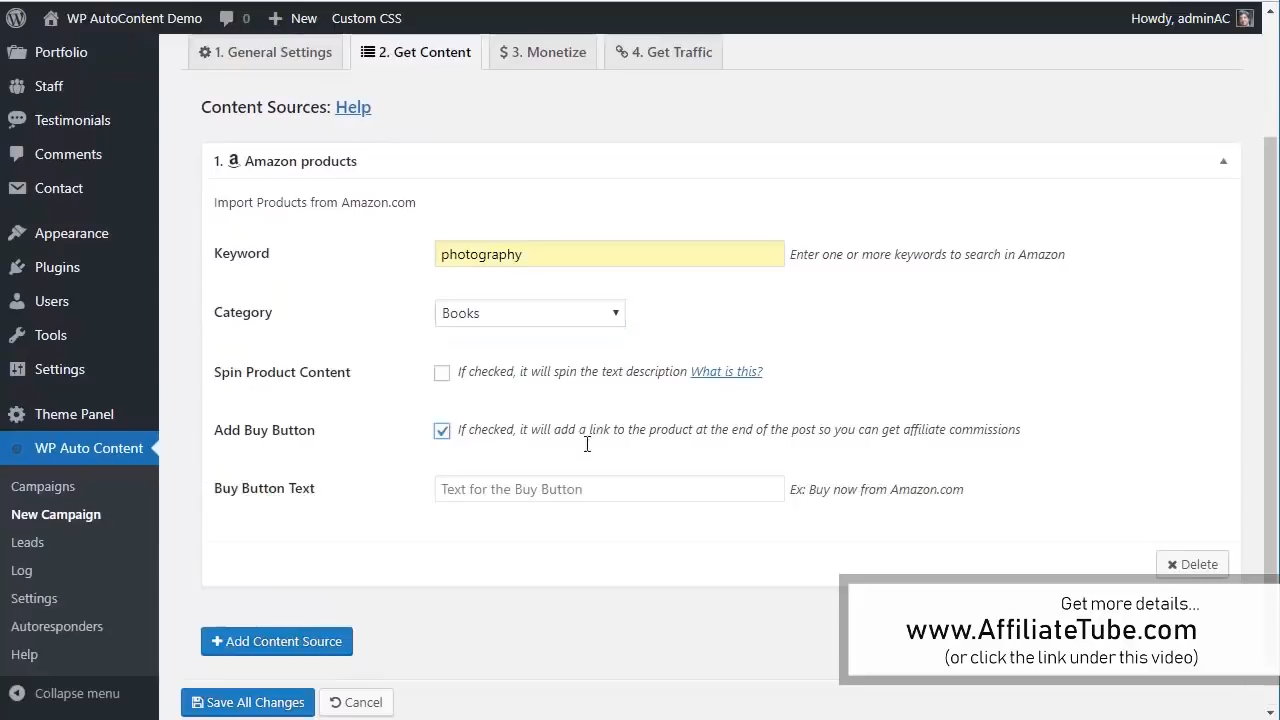 WP AutoContent Demo 0 New Custom CSS Howdy, adminAC
Portfolio
Staff
Testimonials
Comments
Contact
Appearance
Plugins
Users
Tools
Settings
Theme Panel
WP Auto Content
Campaigns
New Campaign
Leads
Log
Settings
Autoresponders
Help
Collapse menu
1. General Settings 2. Get Content $ 3. Monetize 4. Get Traffic
Content Sources: Help
1. a Amazon products
Import Products from Amazon.com
Keyword photography Enter one or more keywords to search in Amazon
Category Books
Spin Product Content If checked, it will spin the text description What is this?
Add Buy Button If checked, it will add a link to the product at the end of the post so you can get affiliate commissions
Buy Button Text Text for the Buy Button Ex: Buy now from Amazon.com
Delete
+ Add Content Source
Save All Changes Cancel
Get more details...
www.AffiliateTube.com
(or click the link under this video)